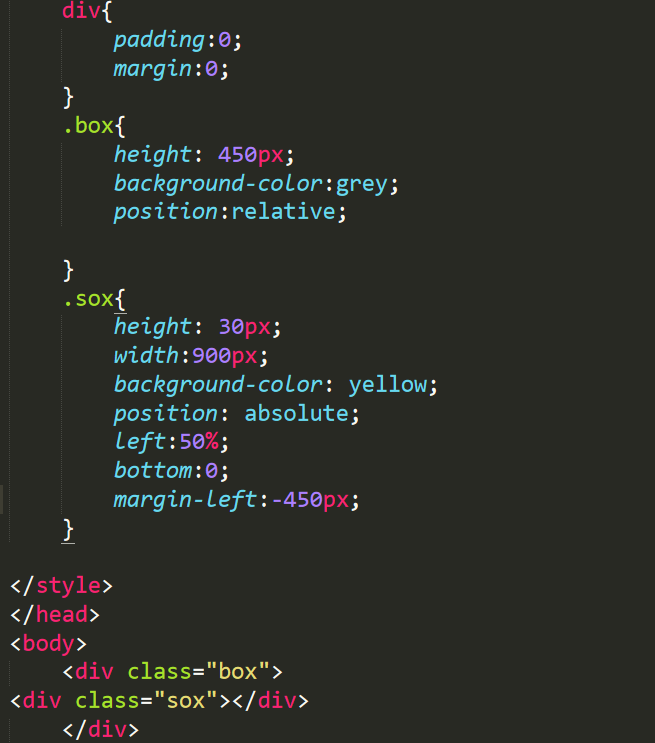 div{
padding:0;
margin:0;
}
.box{
height: 450px;
background-color:grey;
position:relative;
}
.sox{
height: 30px;
width:900px;
background-color: yellow;
position: absolute;
left:50%;
bottom:0;
margin-left:-450px;
}
</style>
</head>
<body>
<div class="box">
<div class="sox"></div>
</div>